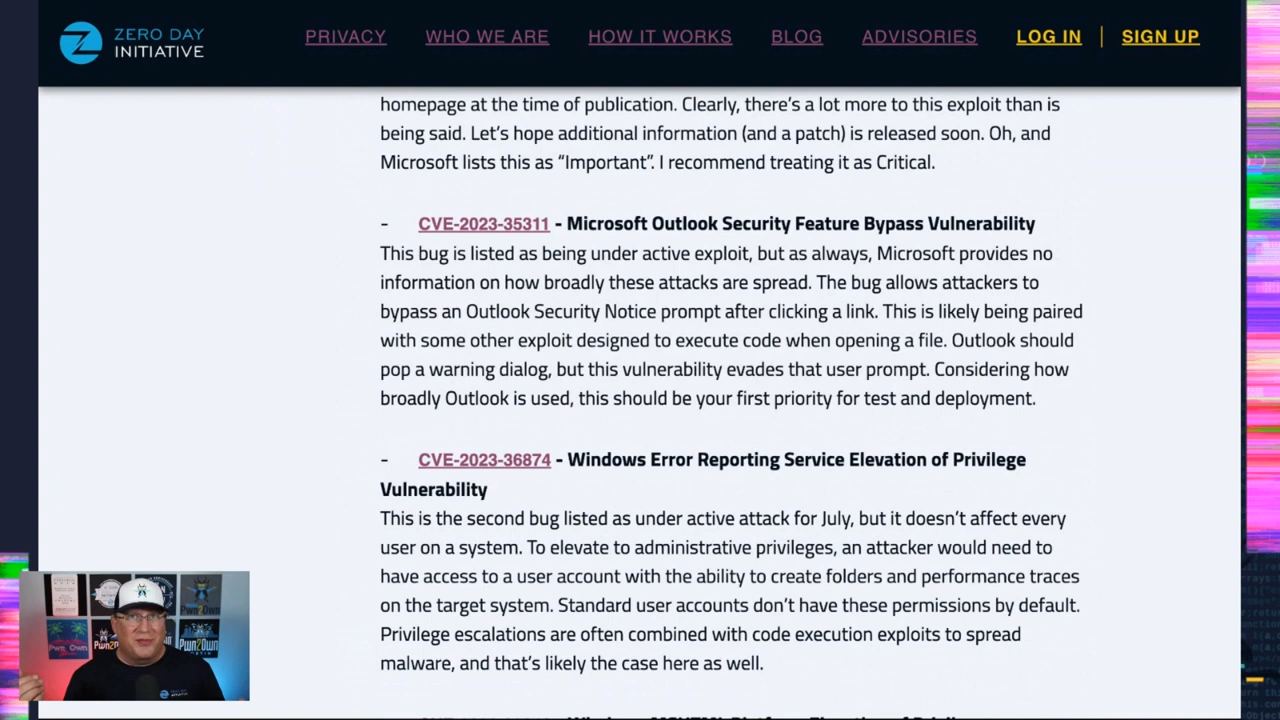 ZERO DAY
INITIATIVE
PRIVACY
WHO WE ARE
HOW IT WORKS
BLOG
ADVISORIES
LOG IN
SIGN UP
homepage at the time of publication. Clearly, there’s a lot more to this exploit than is
being said. Let’s hope additional information (and a patch) is released soon. Oh, and
Microsoft lists this as “Important”. I recommend treating it as Critical.
- CVE-2023-35311 - Microsoft Outlook Security Feature Bypass Vulnerability
This bug is listed as being under active exploit, but as always, Microsoft provides no
information on how broadly these attacks are spread. The bug allows attackers to
bypass an Outlook Security Notice prompt after clicking a link. This is likely being paired
with some other exploit designed to execute code when opening a file. Outlook should
pop a warning dialog, but this vulnerability evades that user prompt. Considering how
broadly Outlook is used, this should be your first priority for test and deployment.
- CVE-2023-36874 - Windows Error Reporting Service Elevation of Privilege
Vulnerability
This is the second bug listed as under active attack for July, but it doesn’t affect every
user on a system. To elevate to administrative privileges, an attacker would need to
have access to a user account with the ability to create folders and performance traces
on the target system. Standard user accounts don’t have these permissions by default.
Privilege escalations are often combined with code execution exploits to spread
malware, and that’s likely the case here as well.
Pwn2Own
Pwn Own
Pwn2
Pwn2Own
ZERO DAY
INITIATIVE